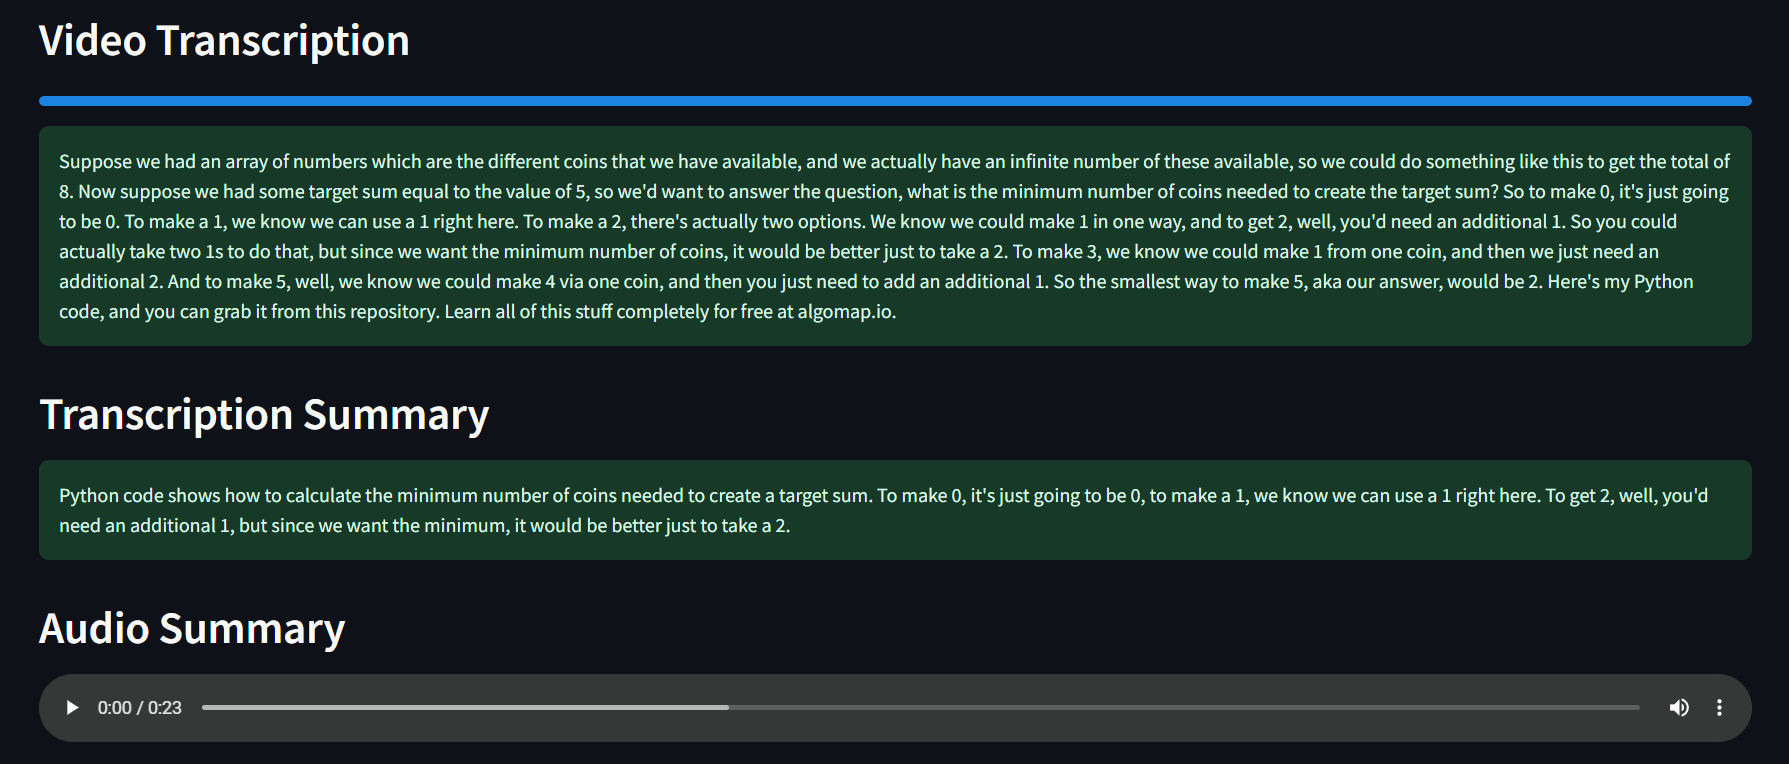 Video Transcription
Suppose we had an array of numbers which are the different coins that we have available, and we actually have an infinite number of these available, so we could do something like this to get the total of
8. Now suppose we had some target sum equal to the value of 5, so we'd want to answer the question, what is the minimum number of coins needed to create the target sum? So to make 0, it's just going
to be 0. To make a 1, we know we can use a 1 right here. To make a 2, there's actually two options. We know we could make 1 in one way, and to get 2, well, you'd need an additional 1. So you could
actually take two 1s to do that, but since we want the minimum number of coins, it would be better just to take a 2. To make 3, we know we could make 1 from one coin, and then we just need an
additional 2. And to make 5, well, we know we could make 4 via one coin, and then you just need to add an additional 1. So the smallest way to make 5, aka our answer, would be 2. Here's my Python
code, and you can grab it from this repository. Learn all of this stuff completely for free at algomap.io.
Transcription Summary
Python code shows how to calculate the minimum number of coins needed to create a target sum. To make 0, it's just going to be 0, to make a 1, we know we can use a 1 right here. To get 2, well, you'd
need an additional 1, but since we want the minimum, it would be better just to take a 2.
Audio Summary
0:00 / 0:23